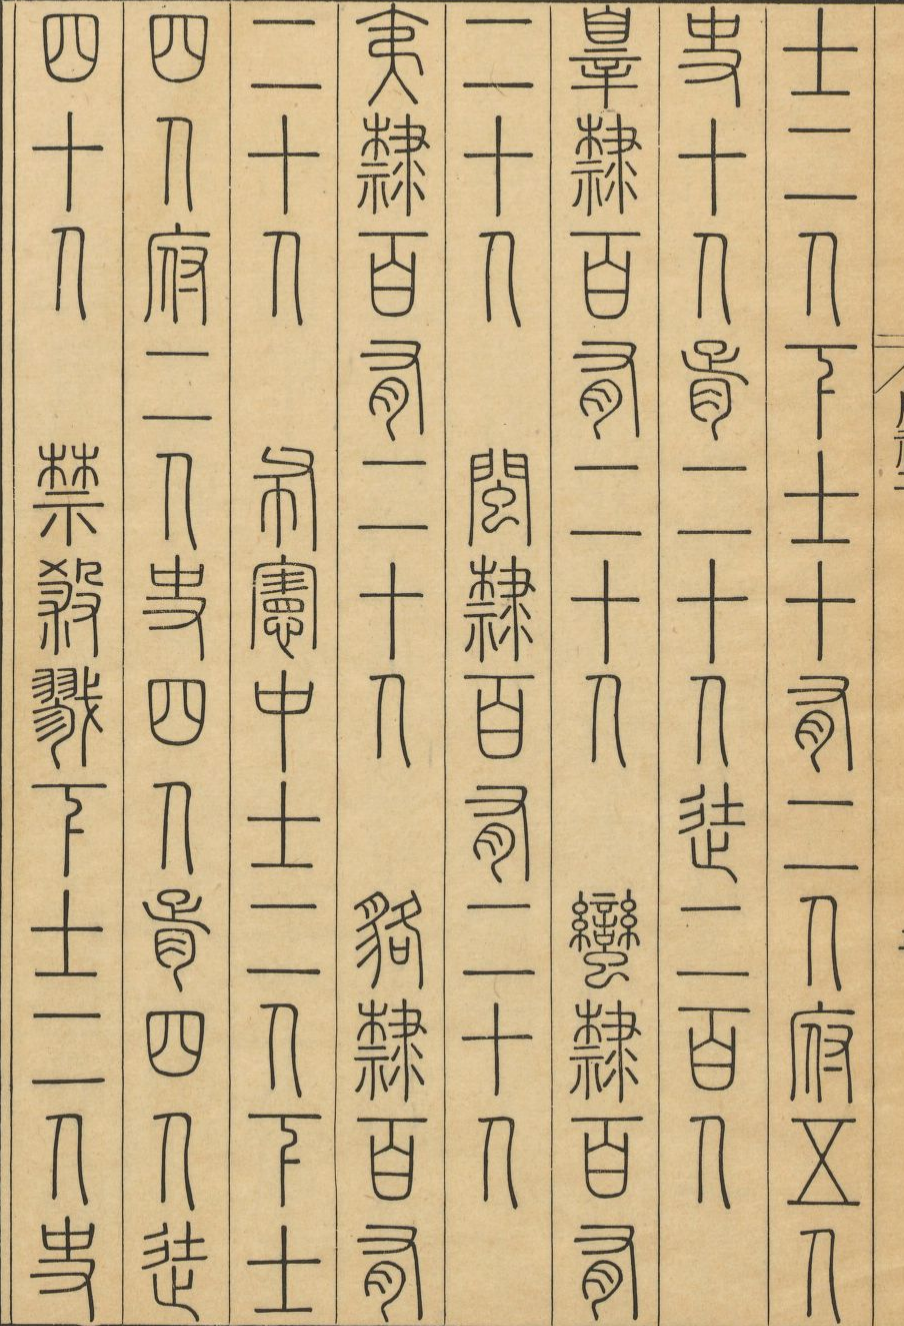 士二人下士十有二人府五人
史十人胥二十人徒二百人
辠隸百有二十人　蠻隸百有
二十人　閩隸百有二十人
夷隸百有二十人　貉隸百有
二十人　布憲中士二人下士
四人府二人史四人胥四人徒
四十人　禁殺戮下士二人史